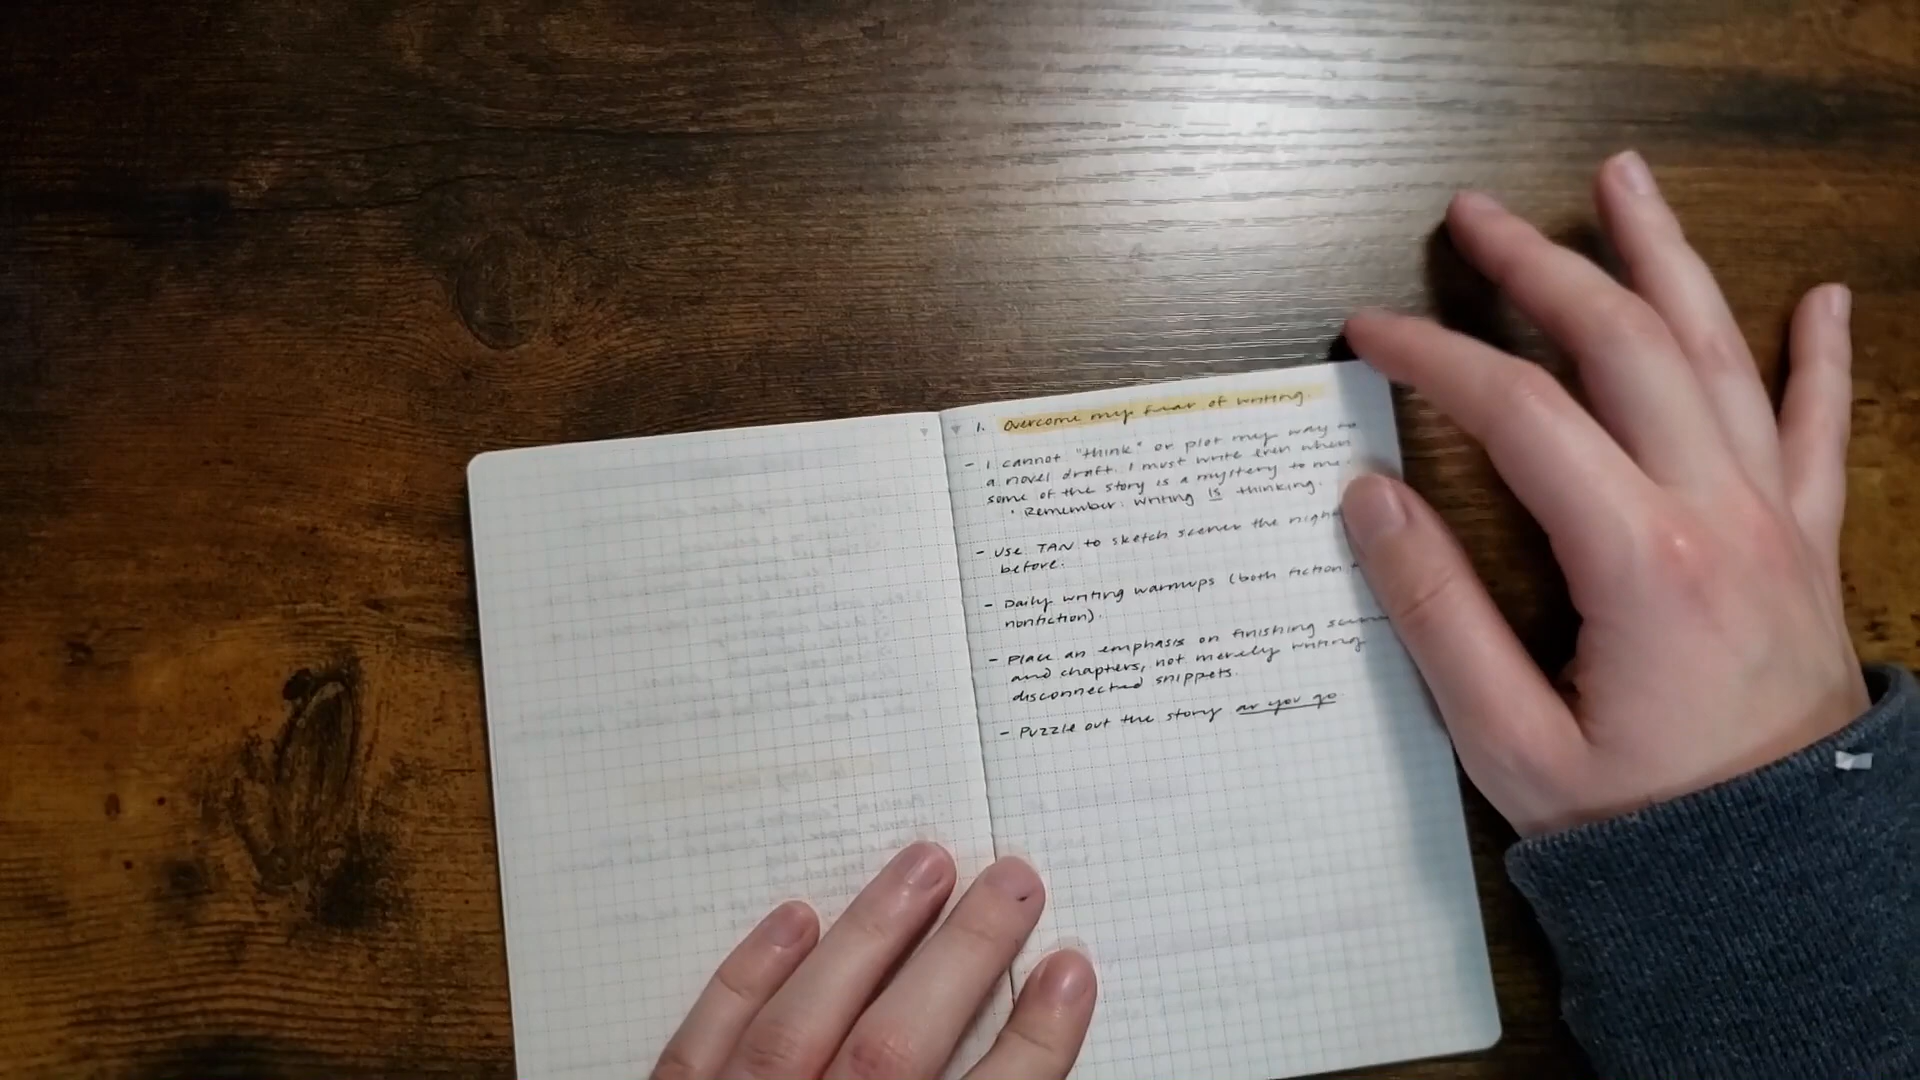 1. Overcome my fear of writing.
- I cannot "think" or plot my way to
a novel draft. I must write even when
some of the story is a mystery to me.
• Remember: writing is thinking.
- Use TAN to sketch scenes the night
before.
- Daily writing warmups (both fiction +
nonfiction).
- Place an emphasis on finishing scenes
and chapters, not merely writing
disconnected snippets.
- Puzzle out the story as you go